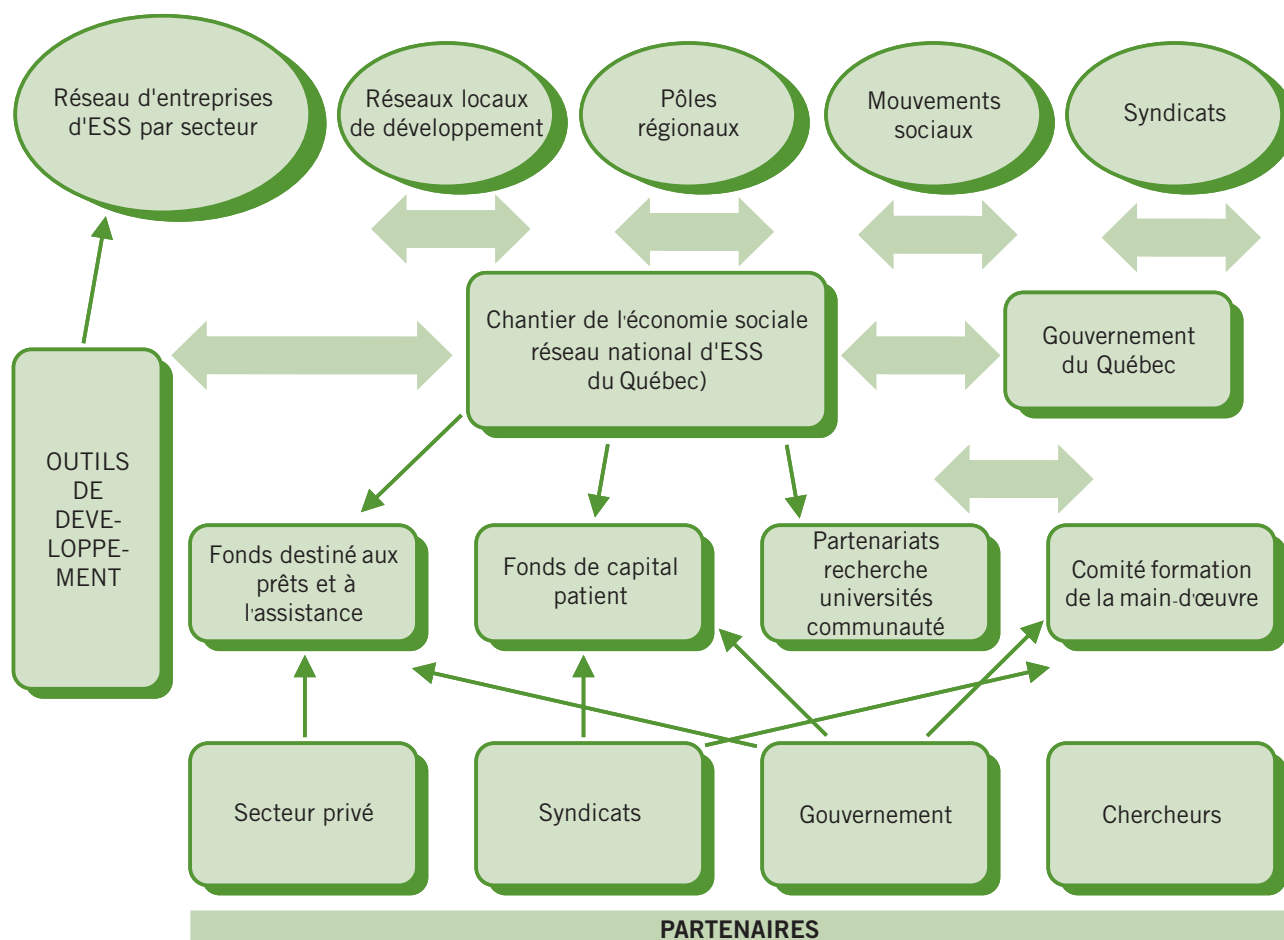 Réseau d'entreprises
d'ESS par secteur
Réseaux locaux
de développement
Pôles
régionaux
Mouvements
sociaux
Syndicats
Chantier de l'économie sociale
réseau national d'ESS
du Québec)
Gouvernement
du Québec
OUTILS
DE
DEVE-
LOPPE-
MENT
Fonds destiné aux
prêts et à
l'assistance
Fonds de capital
patient
Partenariats
recherche
universités
communauté
Comité formation
de la main-d'œuvre
Secteur privé
Syndicats
Gouvernement
Chercheurs
PARTENAIRES